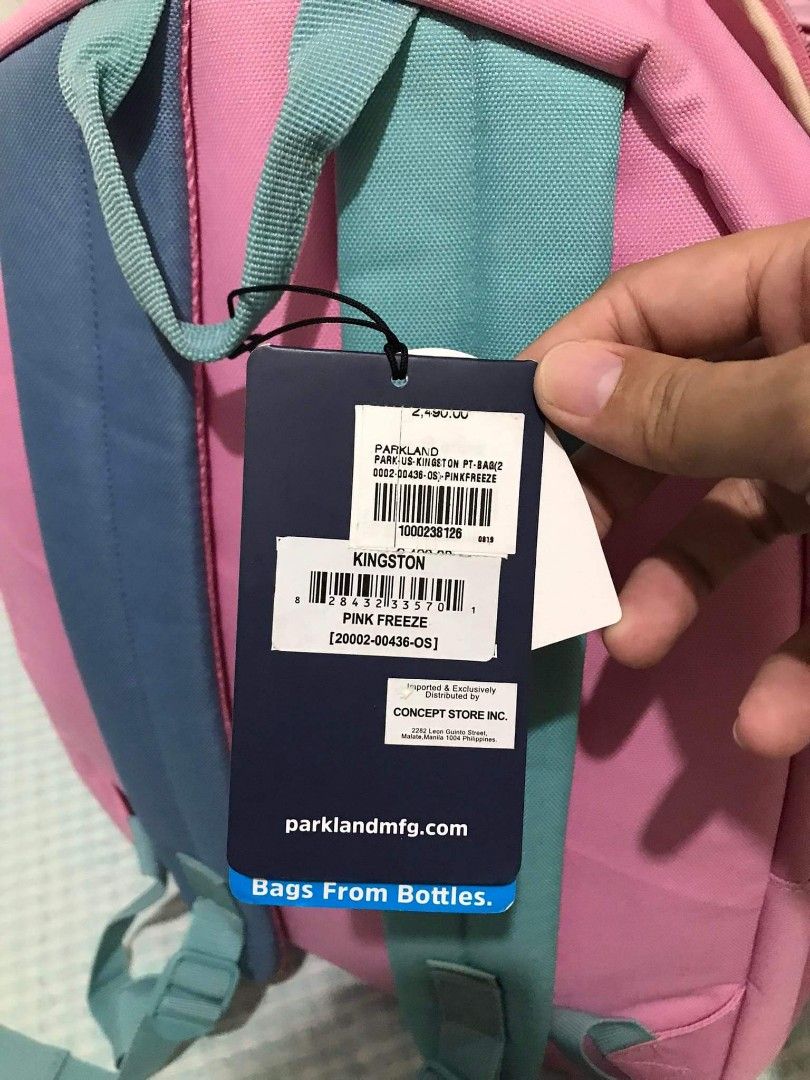 2,490.00
PARKLAND
PARK-US-KINGSTON PT-BAG(2
0002-00436-OS)-PINKFREEZE
1000238126
0819
KINGSTON
8 28432 33570 1
PINK FREEZE
[20002-00436-OS]
Imported & Exclusively
Distributed by
CONCEPT STORE INC.
2282 Leon Guinto Street,
Malate,Manila 1004 Philippines.
parklandmfg.com
Bags From Bottles.